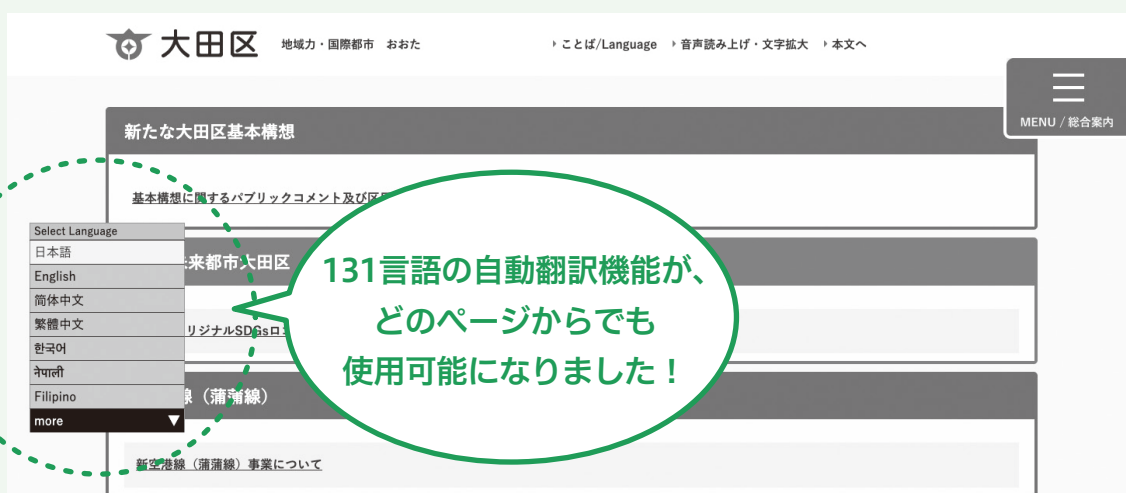 大田区
地域力・国際都市 おおた
ことば/Language
音声読み上げ・文字拡大
本文へ
MENU / 総合案内
新たな大田区基本構想
基本構想に関するパブリックコメント及び区
来都市大田区
リジナルSDGsロ
線（蒲蒲線）
新空港線（蒲蒲線）事業について
Select Language
日本語
English
简体中文
繁體中文
한국어
नेपाली
Filipino
more
131言語の自動翻訳機能が、
どのページからでも
使用可能になりました！